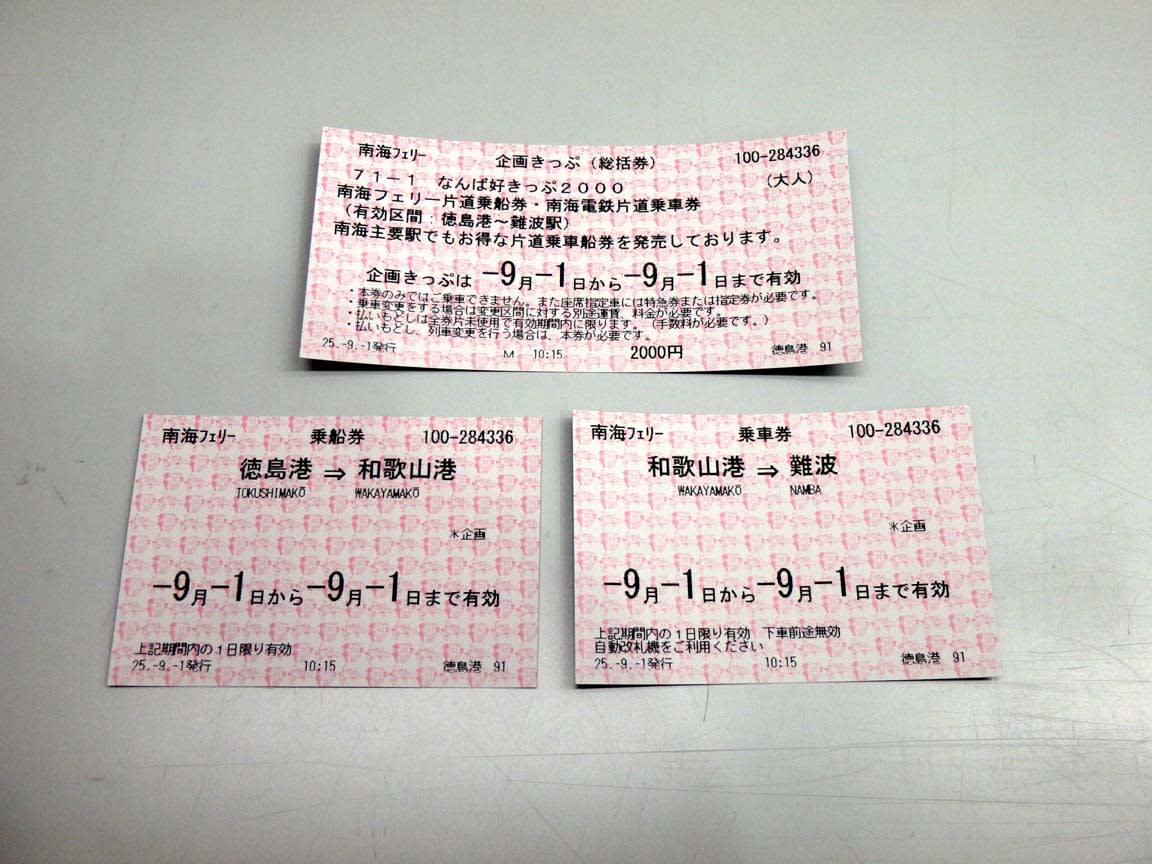 南海ﾌｪﾘｰ 企画きっぷ（総括券） 100-284336
７１－１ なんば好きっぷ２０００ （大人）
南海フェリー片道乗船券・南海電鉄片道乗車券
（有効区間：徳島港～難波駅）
南海主要駅でもお得な片道乗車船券を発売しております。
企画きっぷは -9月-1日から-9月-1日まで有効
・本券のみではご乗車できません。また座席指定車には特急券または指定券が必要です。
・乗車変更をする場合は変更区間に対する別途運賃、料金が必要です。
・払いもどしは全券片未使用で有効期間内に限ります。（手数料が必要です。）
・払いもどし、列車変更を行う場合は、本券が必要です。
25.-9.-1発行 M 10:15 2000円 徳島港 91
南海ﾌｪﾘｰ 乗船券 100-284336
徳島港 ⇒ 和歌山港
TOKUSHIMAKŌ WAKAYAMAKŌ
＊企画
-9月-1日から-9月-1日まで有効
上記期間内の１日限り有効
25.-9.-1発行 10:15 徳島港 91
南海ﾌｪﾘｰ 乗車券 100-284336
和歌山港 ⇒ 難波
WAKAYAMAKŌ NAMBA
＊企画
-9月-1日から-9月-1日まで有効
上記期間内の１日限り有効 下車前途無効
自動改札機をご利用ください
25.-9.-1発行 10:15 徳島港 91